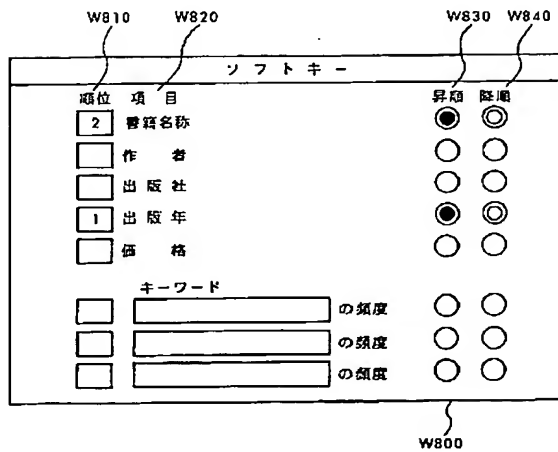 W810 W820 W830 W840
ソフトキー
順位 項目 昇順 降順
2 書籍名称
作者
出版社
1 出版年
価格
キーワード
の頻度
の頻度
の頻度
W800